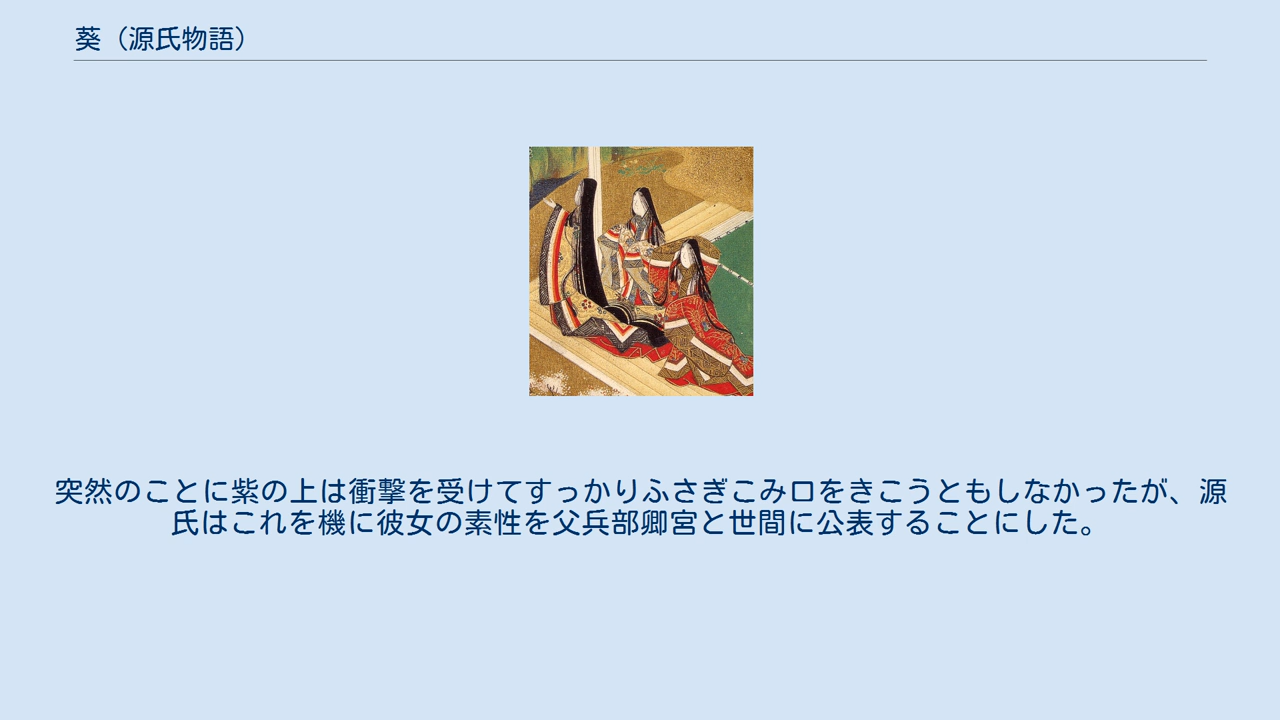 葵（源氏物語）
突然のことに紫の上は衝撃を受けてすっかりふさぎこみ口をきこうともしなかったが、源
氏はこれを機に彼女の素性を父兵部卿宮と世間に公表することにした。